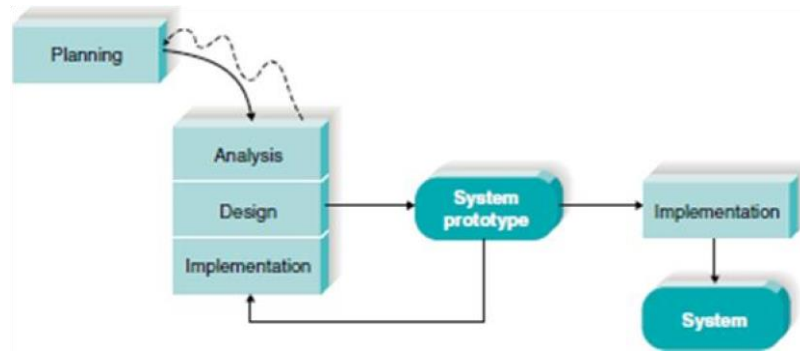 Planning
Analysis
Design
Implementation
System
prototype
Implementation
System